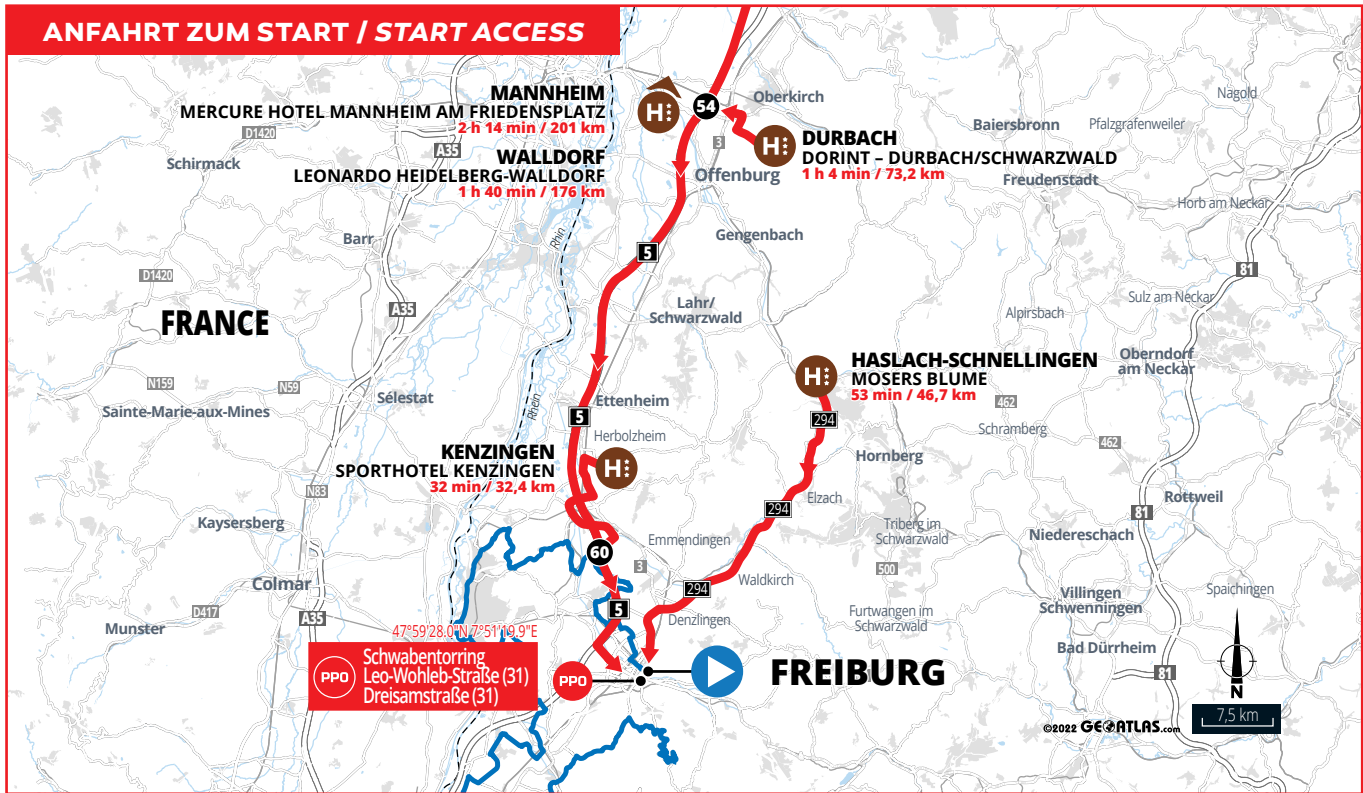 ANFAHRT ZUM START / START ACCESS
MANNHEIM
MERCURE HOTEL MANNHEIM AM FRIEDENSPLATZ
2 h 14 min / 201 km
WALLDORF
LEONARDO HEIDELBERG-WALLDORF
1 h 40 min / 176 km
H
54
Oberkirch
H
DURBACH
DORINT – DURBACH/SCHWARZWALD
1 h 4 min / 73,2 km
3
Offenburg
Nagold
Baiersbronn
Pfalzgrafenweiler
Freudenstadt
Horb am Neckar
D1420
A35
Schirmack
Barr
Rhin
Gengenbach
5
81
D1420
A35
FRANCE
Lahr/
Schwarzwald
Alpirsbach
Sulz am Neckar
N159
N59
Sélestat
Sainte-Marie-aux-Mines
Rhein
5
Ettenheim
Herbolzheim
H
HASLACH-SCHNELLINGEN
MOSERS BLUME
53 min / 46,7 km
294
Oberndorf
am Neckar
462
Schramberg
462
Hornberg
KENZINGEN
SPORTHOTEL KENZINGEN
32 min / 32,4 km
H
N83
Elzach
294
Rottweil
81
Kaysersberg
Triberg im
Schwarzwald
Niedereschach
60
Emmendingen
3
500
Colmar
Waldkirch
294
5
Denzlingen
Furtwangen im
Schwarzwald
Villingen
Schwenningen
Spaichingen
D417
A35
Munster
Bad Dürrheim
81
47°59'28.0"N 7°51'19.9"E
PPO
Schwabentorring
Leo-Wohleb-Straße (31)
Dreisamstraße (31)
PPO
FREIBURG
N
7,5 km
©2022 GEOATLAS.com